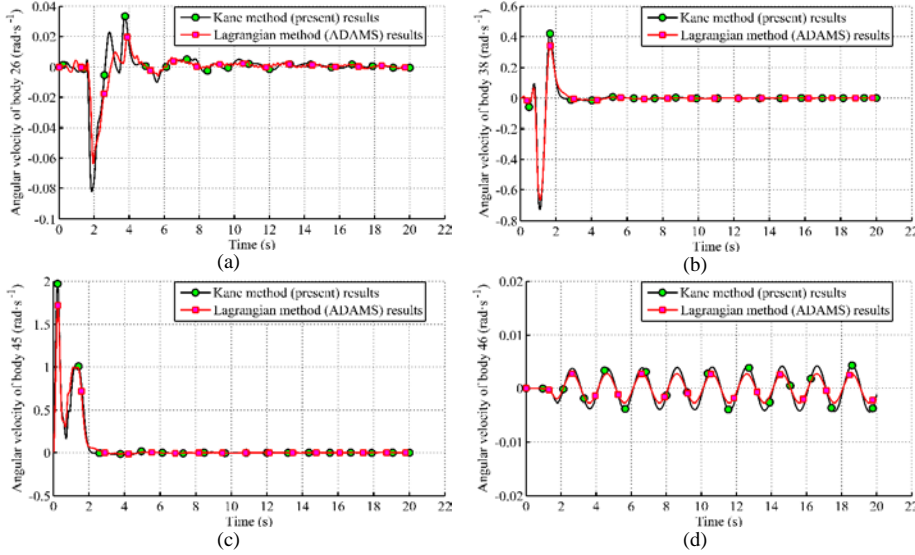 0.04
0.02
0
-0.02
-0.04
-0.06
-0.08
-0.1
Angular velocity of body 26 (rad·s⁻¹)
Kane method (present) results
Lagrangian method (ADAMS) results
0 2 4 6 8 10 12 14 16 18 20 22
Time (s)
(a)
0.6
0.4
0.2
0
-0.2
-0.4
-0.6
-0.8
Angular velocity of body 38 (rad·s⁻¹)
Kane method (present) results
Lagrangian method (ADAMS) results
0 2 4 6 8 10 12 14 16 18 20 22
Time (s)
(b)
2
1.5
1
0.5
0
-0.5
Angular velocity of body 45 (rad·s⁻¹)
Kane method (present) results
Lagrangian method (ADAMS) results
0 2 4 6 8 10 12 14 16 18 20 22
Time (s)
(c)
0.02
0.004
0
-0.01
-0.02
Angular velocity of body 46 (rad·s⁻¹)
Kane method (present) results
Lagrangian method (ADAMS) results
0 2 4 6 8 10 12 14 16 18 20 22
Time (s)
(d)